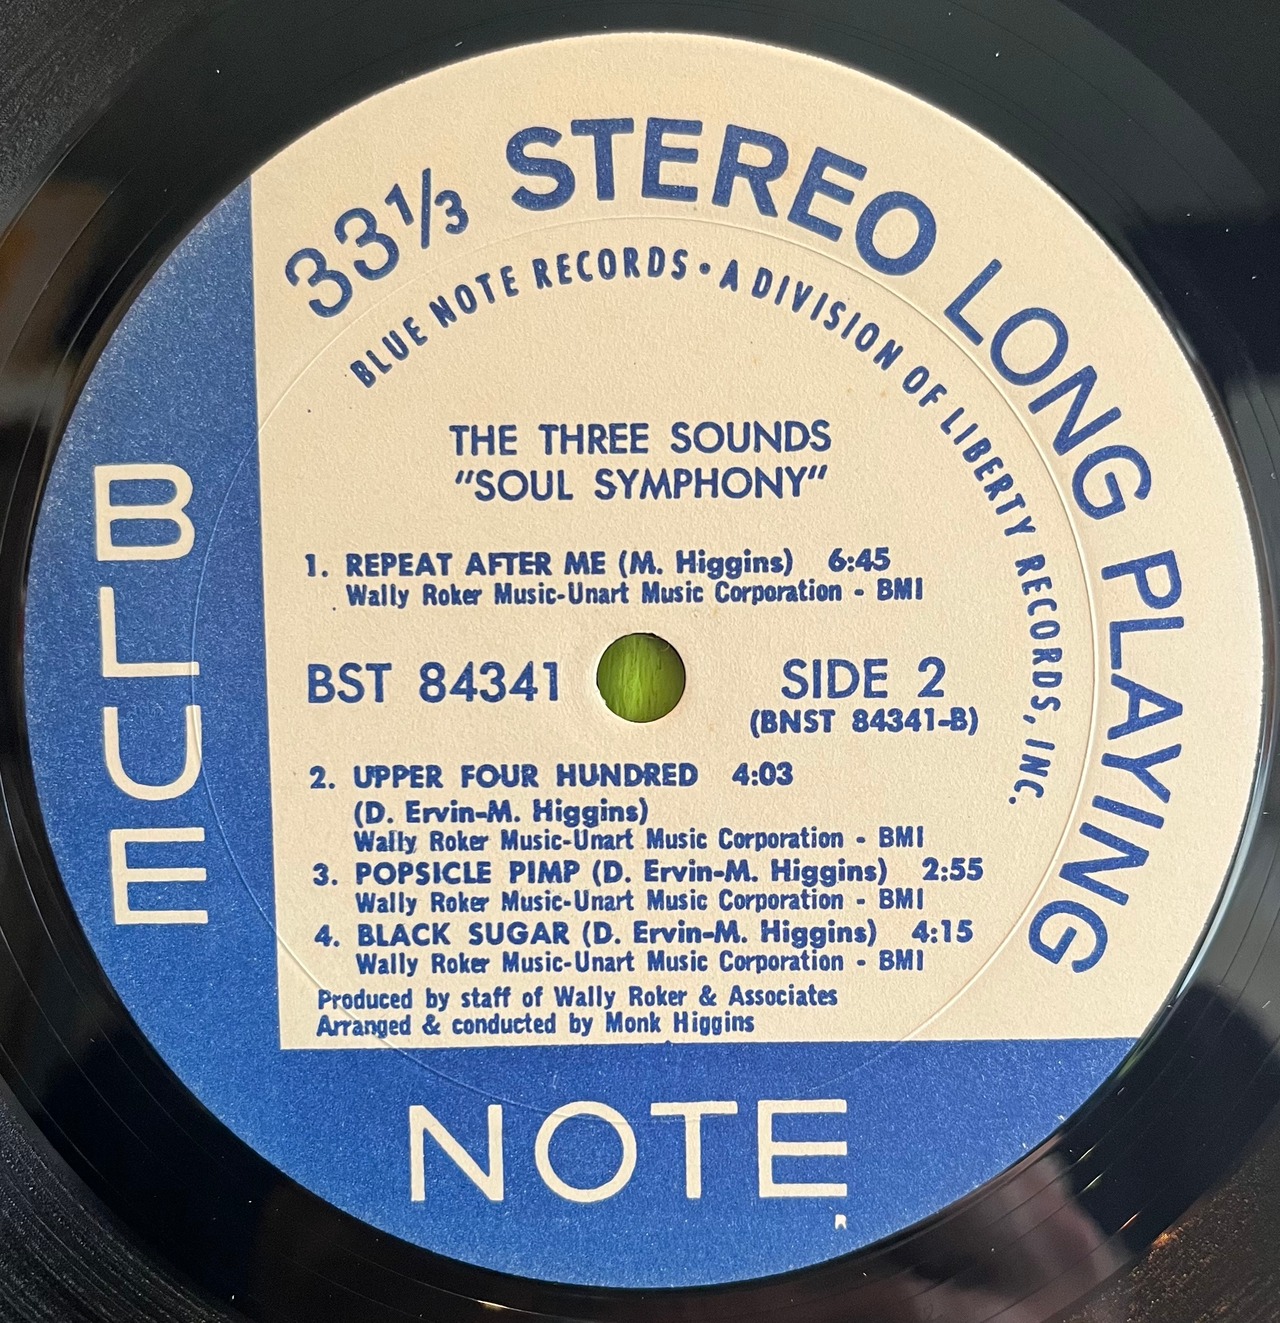 33⅓ STEREO LONG PLAYING
BLUE NOTE RECORDS • A DIVISION OF LIBERTY RECORDS, INC.
THE THREE SOUNDS
"SOUL SYMPHONY"
1. REPEAT AFTER ME (M. Higgins) 6:45
Wally Roker Music-Unart Music Corporation - BMI
BST 84341
SIDE 2
(BNST 84341-B)
2. UPPER FOUR HUNDRED 4:03
(D. Ervin-M. Higgins)
Wally Roker Music-Unart Music Corporation - BMI
3. POPSICLE PIMP (D. Ervin-M. Higgins) 2:55
Wally Roker Music-Unart Music Corporation - BMI
4. BLACK SUGAR (D. Ervin-M. Higgins) 4:15
Wally Roker Music-Unart Music Corporation - BMI
Produced by staff of Wally Roker & Associates
Arranged & conducted by Monk Higgins
BLUE
NOTE
R